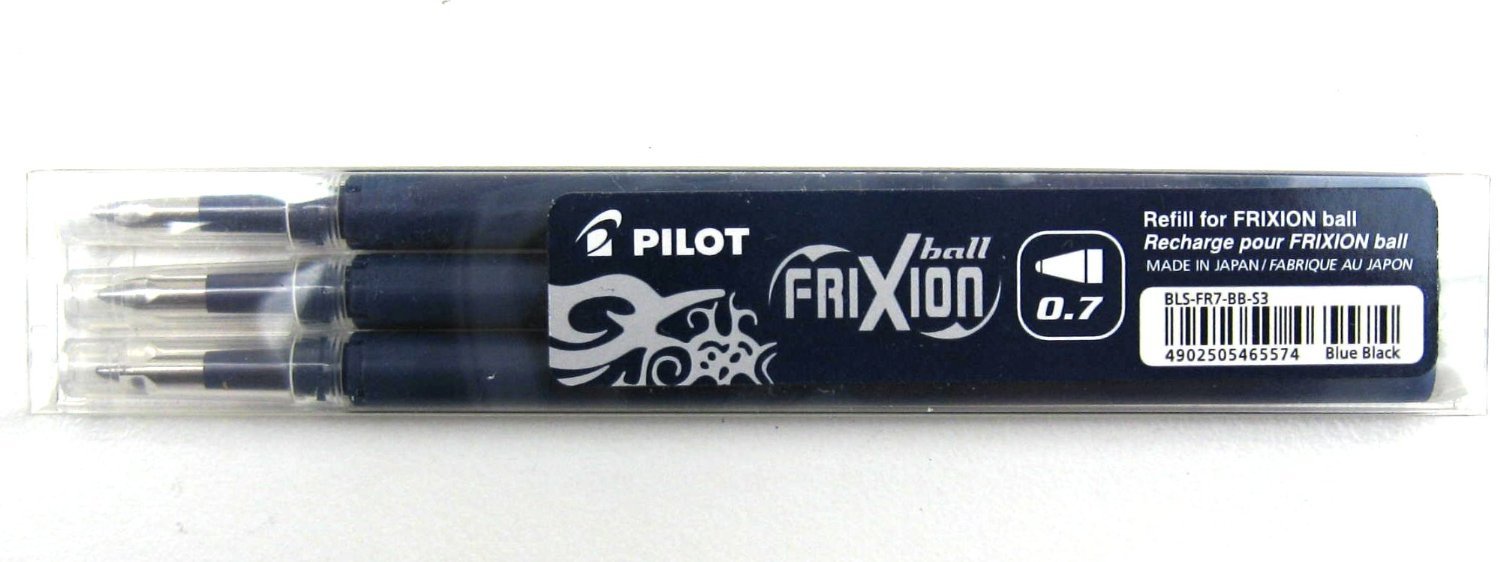 PILOT
ball
FRIXION
0.7
Refill for FRIXION ball
Recharge pour FRIXION ball
MADE IN JAPAN/FABRIQUE AU JAPON
BLS-FR7-BB-S3
4902505465574 Blue Black